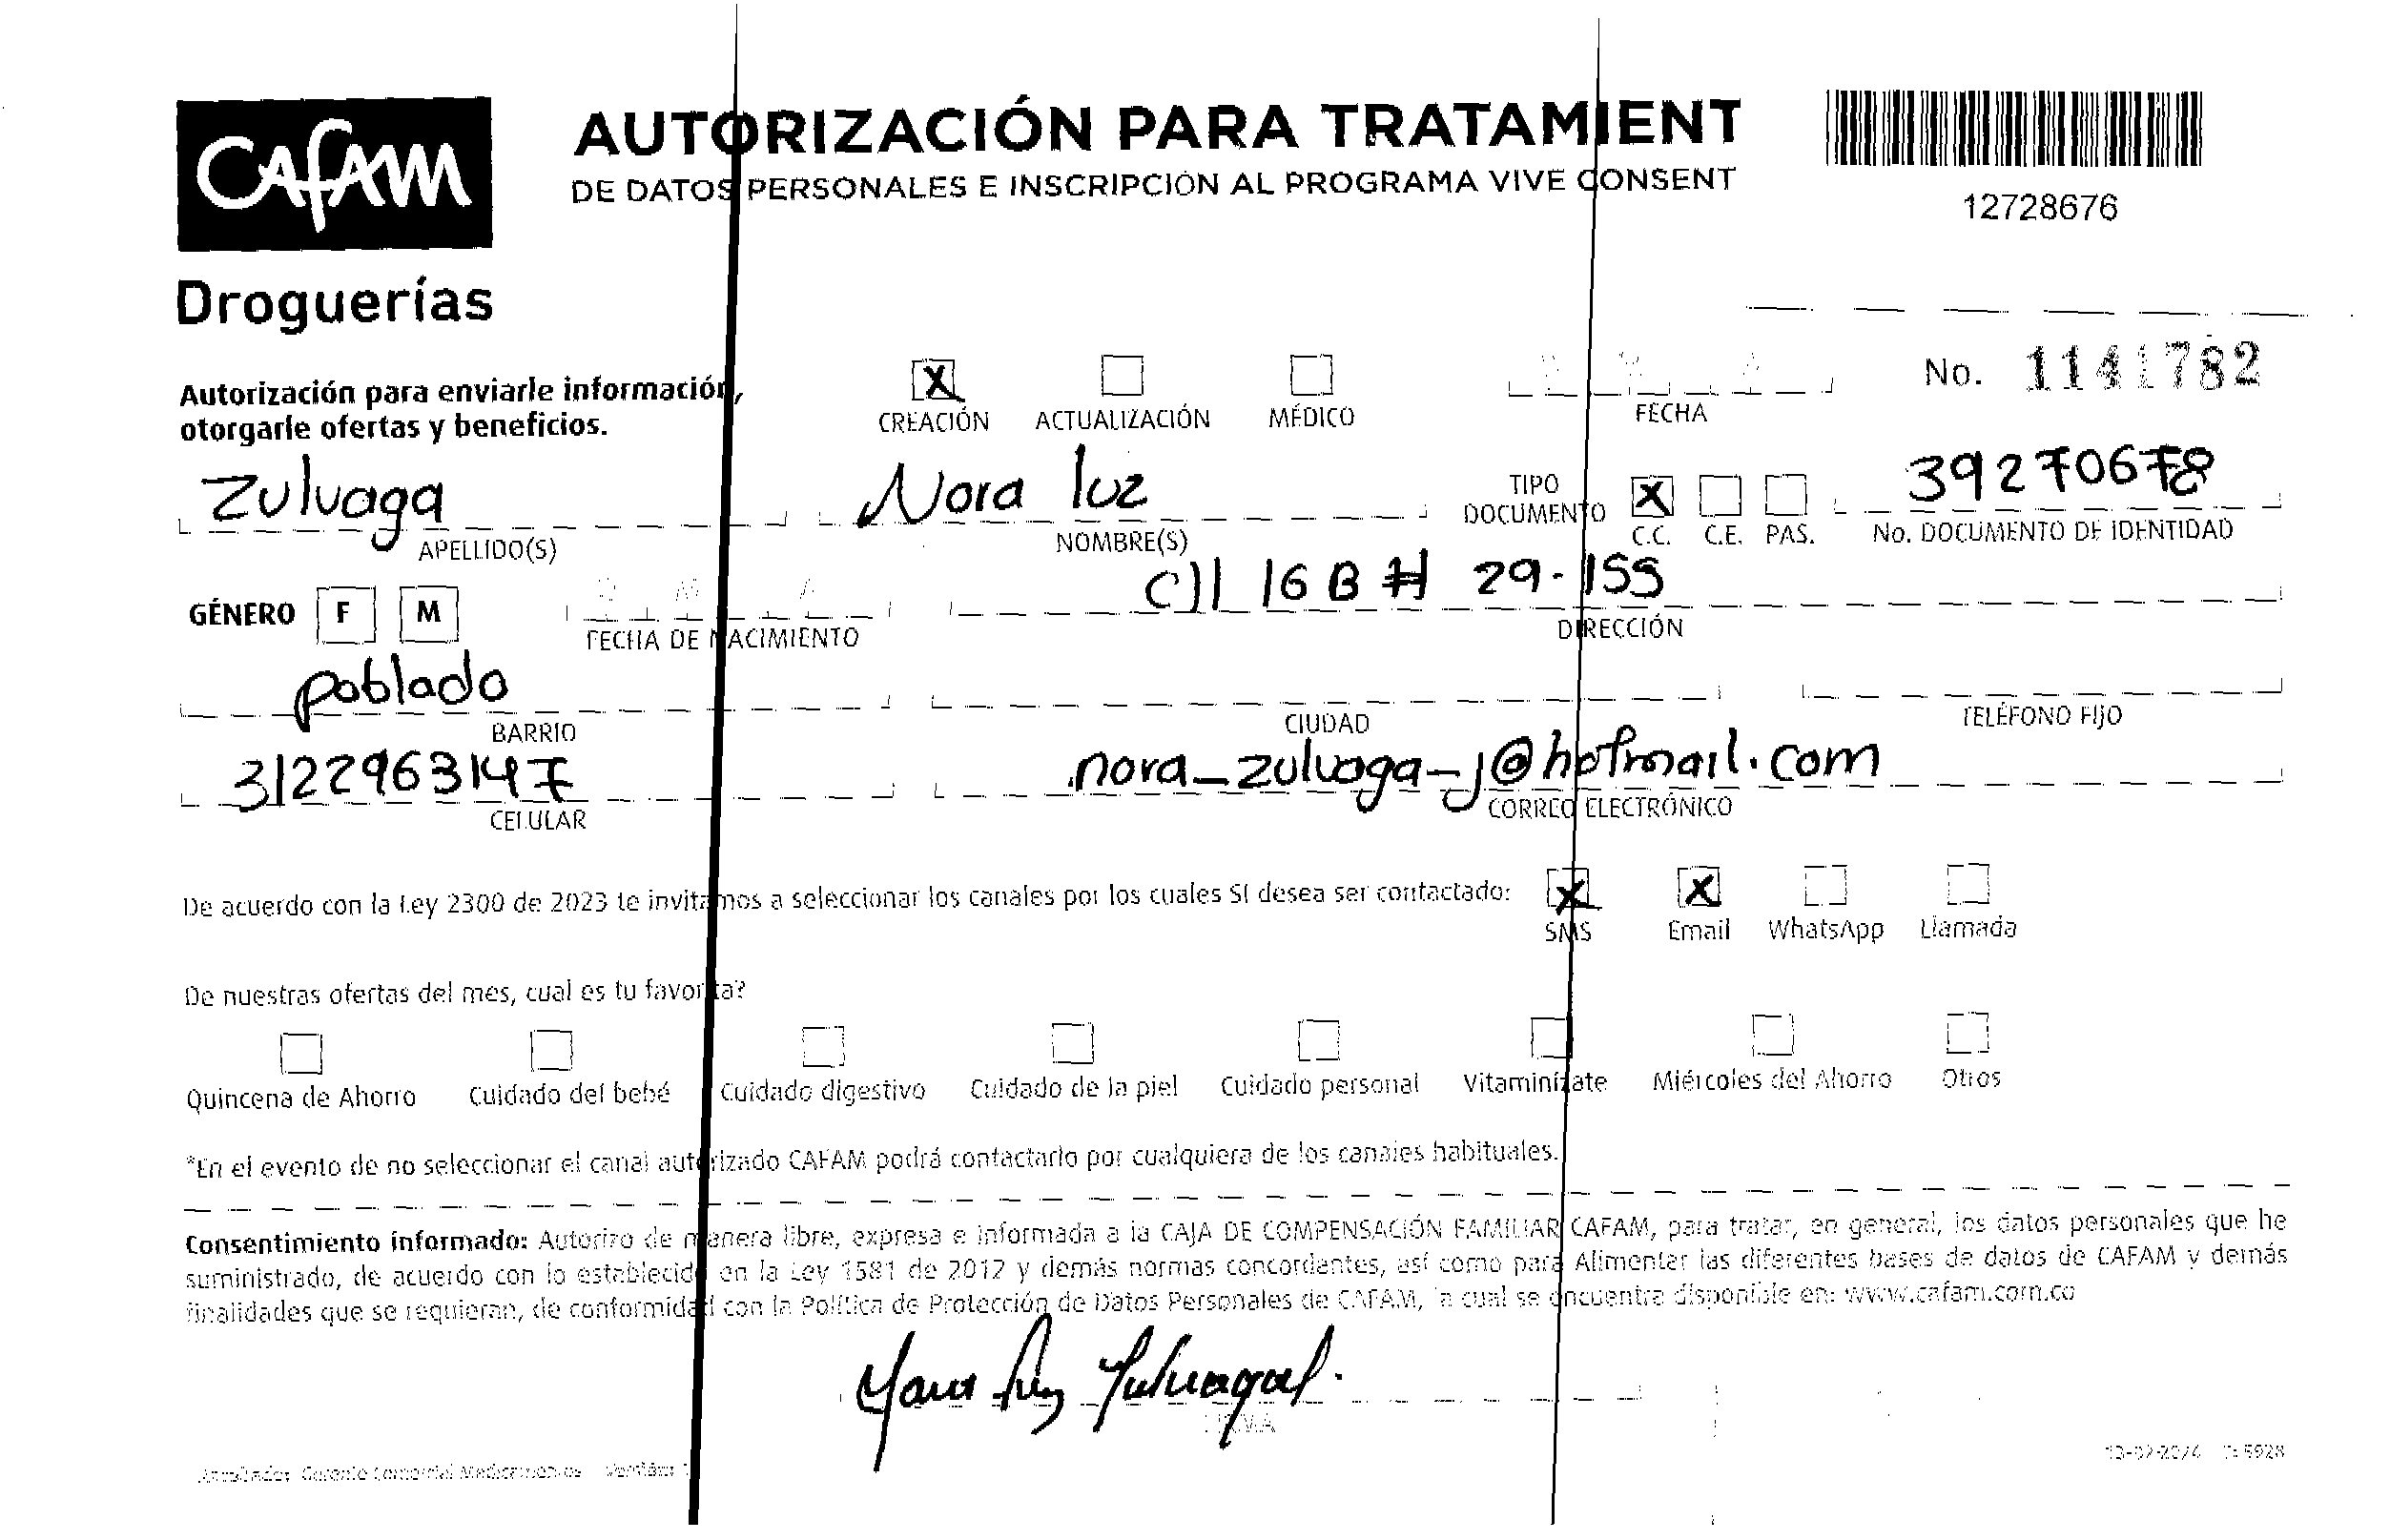 CAFAM
Droguerías
AUTORIZACIÓN PARA TRATAMIENT
DE DATOS PERSONALES E INSCRIPCIÓN AL PROGRAMA VIVE CONSENT
12728676
Autorización para enviarle información,
otorgarle ofertas y beneficios.
X
CREACIÓN ACTUALIZACIÓN MÉDICO
D M A
FECHA
No. 1141782
Zuluaga
APELLIDO(S)
Nora luz
NOMBRE(S)
TIPO
DOCUMENTO
X
C.C. C.E. PAS.
39270678
No. DOCUMENTO DE IDENTIDAD
GÉNERO F M
D M A
FECHA DE NACIMIENTO
Cll 16 B # 29-155
DIRECCIÓN
poblado
BARRIO
CIUDAD
TELÉFONO FIJO
3122963147
CELULAR
nora_zuluaga_j@hotmail.com
CORREO ELECTRÓNICO
De acuerdo con la Ley 2300 de 2023 te invitamos a seleccionar los canales por los cuales SI desea ser contactado:
X X
SMS Email WhatsApp Llamada
De nuestras ofertas del mes, cual es tu favorita?
Quincena de Ahorro Cuidado del bebé Cuidado digestivo Cuidado de la piel Cuidado personal Vitaminízate Miércoles del Ahorro Otros
*En el evento de no seleccionar el canal autorizado CAFAM podrá contactarlo por cualquiera de los canales habituales.
Consentimiento informado: Autorizo de manera libre, expresa e informada a la CAJA DE COMPENSACIÓN FAMILIAR CAFAM, para tratar, en general, los datos personales que he
suministrado, de acuerdo con lo establecido en la Ley 1581 de 2012 y demás normas concordantes, así como para Alimentar las diferentes bases de datos de CAFAM y demás
finalidades que se requieran, de conformidad con la Política de Protección de Datos Personales de CAFAM, la cual se encuentra disponible en: www.cafam.com.co
Nora Luz Zuluaga J.
FIRMA
Gerente Comercial Medicamentos Versión: 1